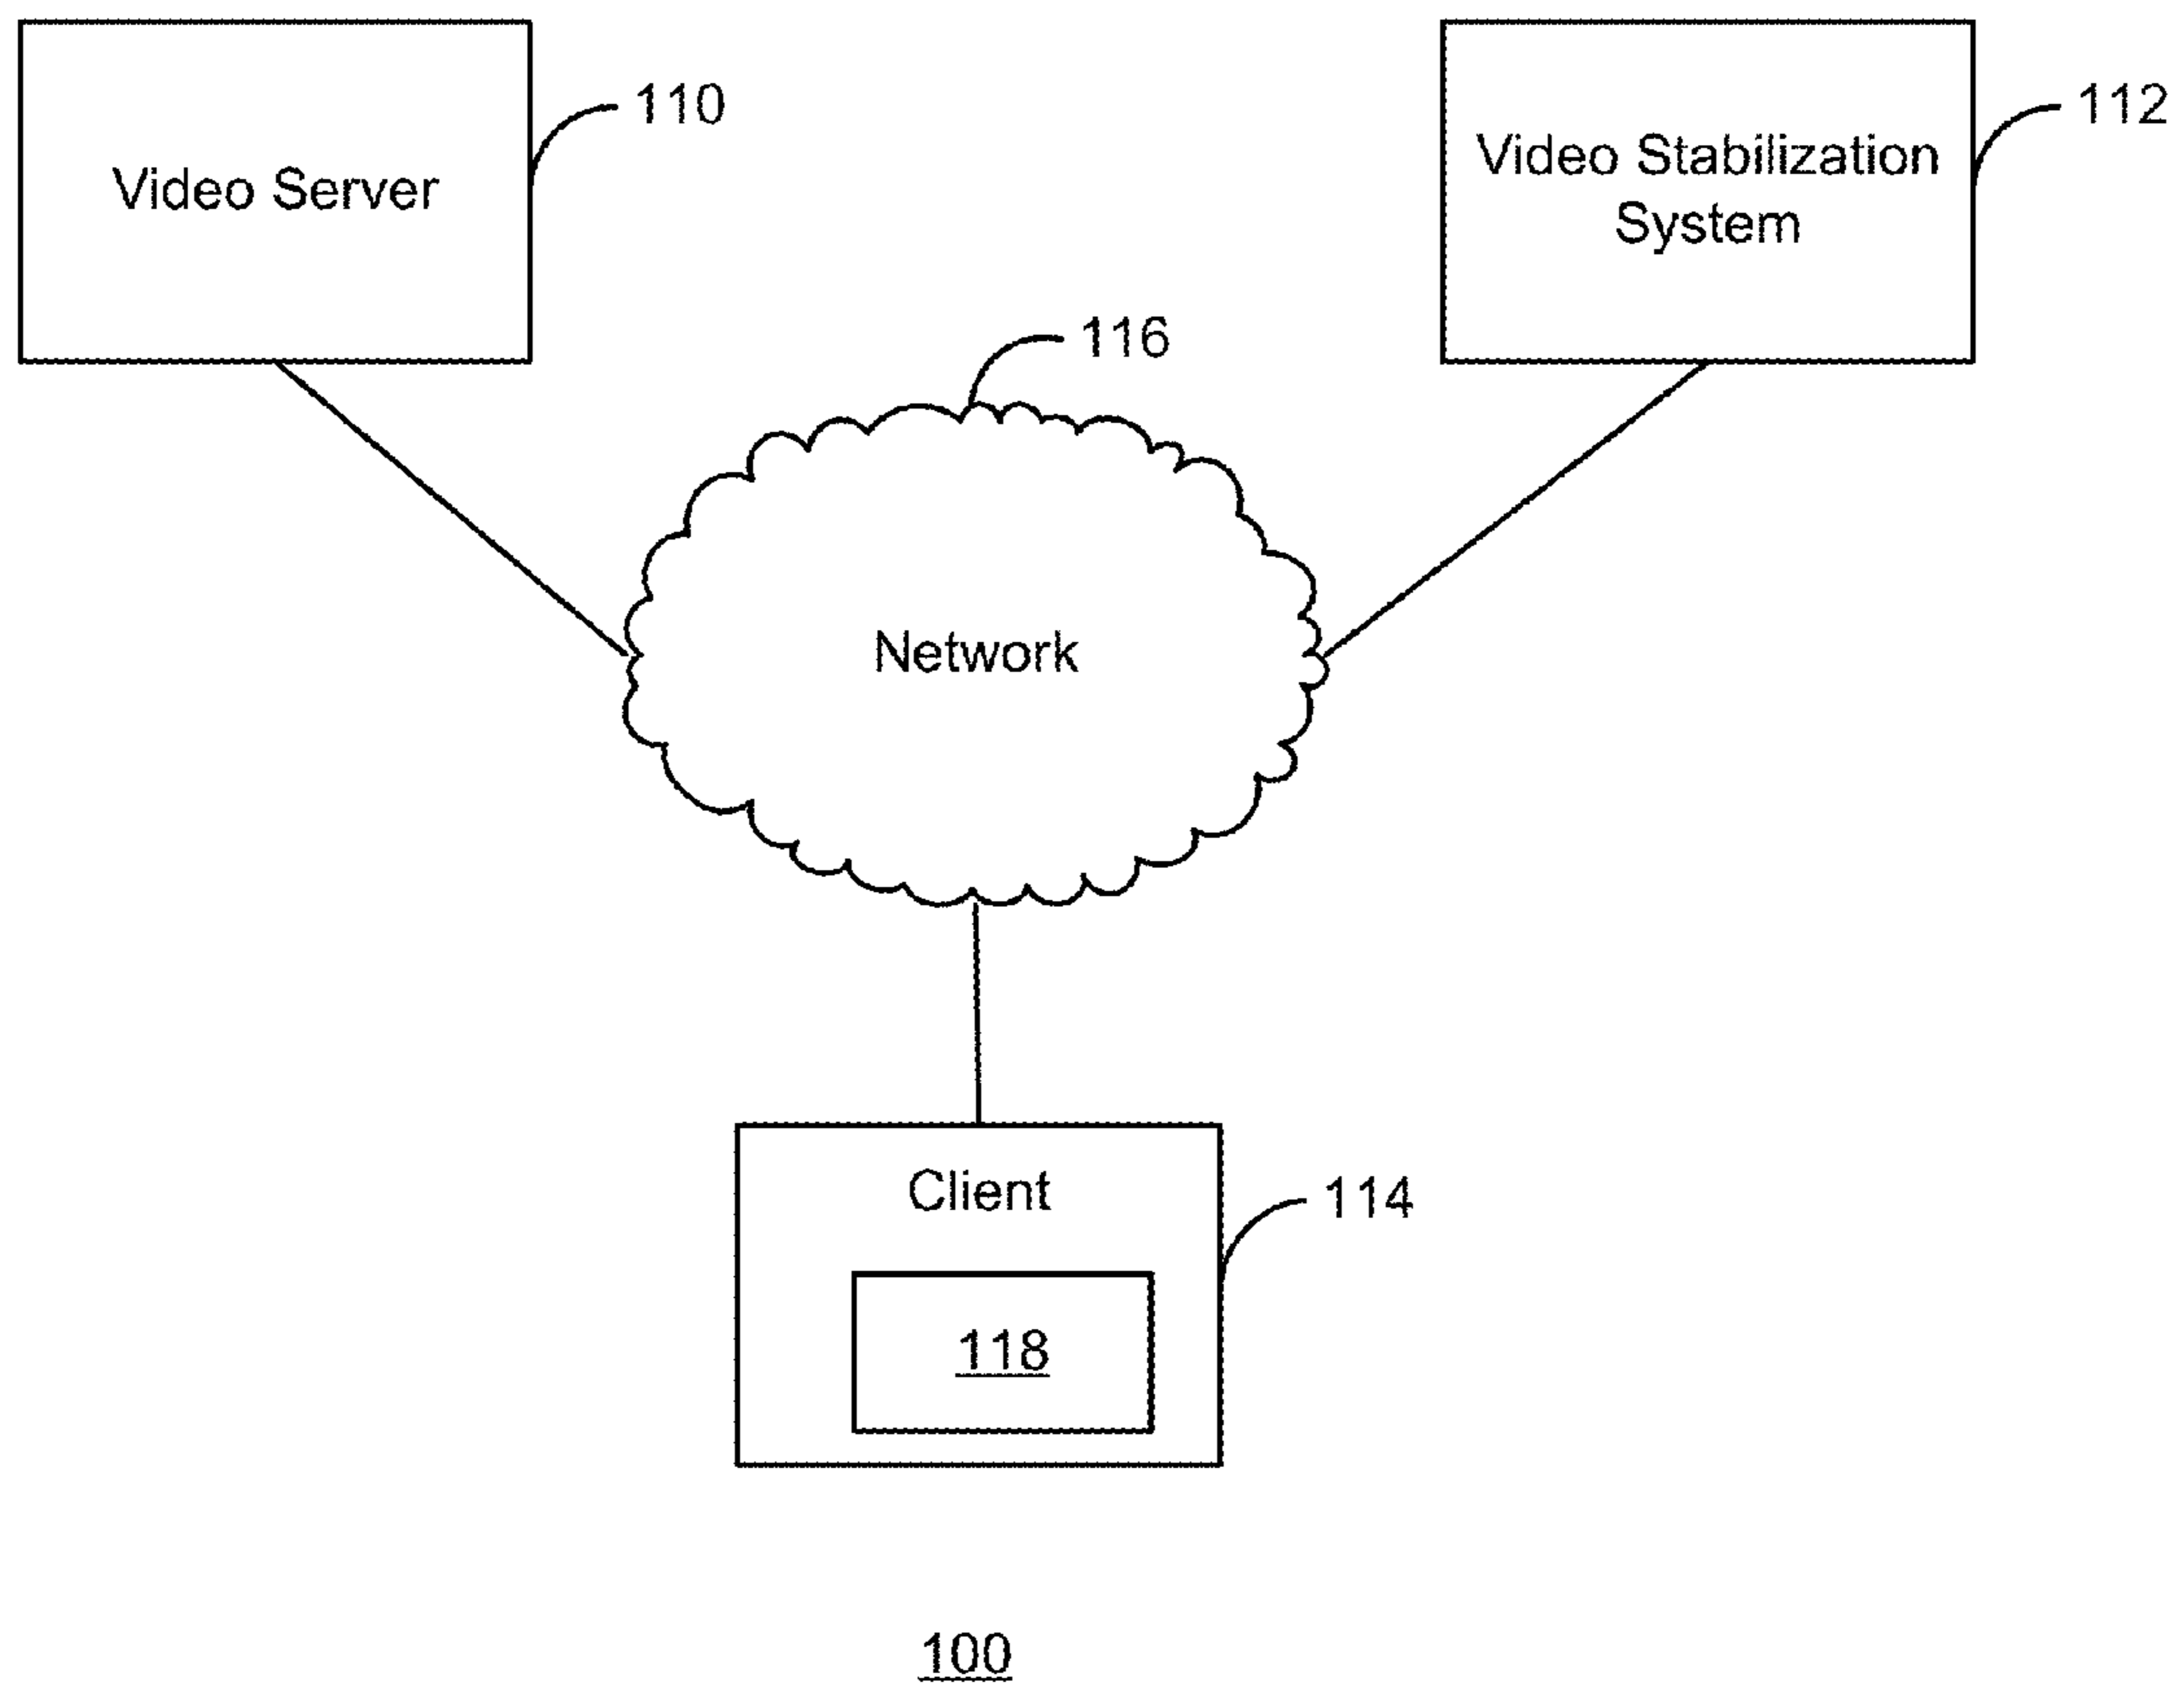 Video Server
110
Video Stabilization
System
112
116
Network
Client
114
118
100